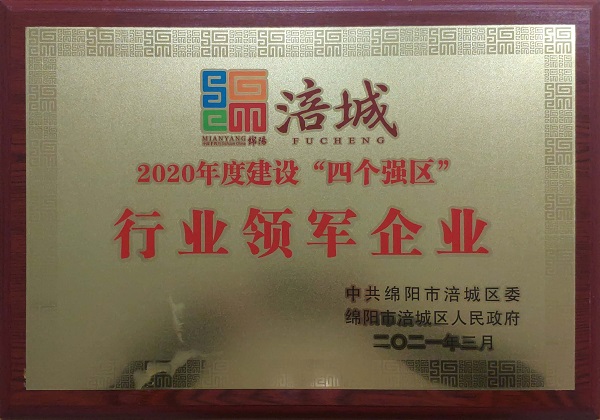 涪城
MIANYANG 绵阳 FUCHENG
2020年度建设“四个强区”
行业领军企业
中共绵阳市涪城区委
绵阳市涪城区人民政府
二〇二一年三月